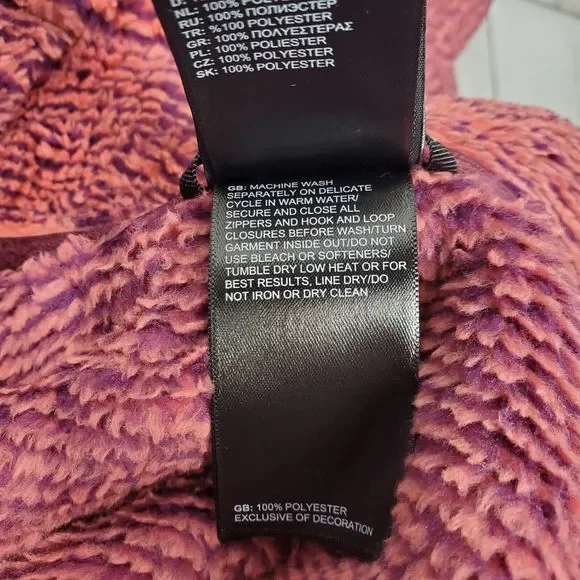 NL: 100% POLYESTER
RU: 100% ПОЛИЭСТЕР
TR: %100 POLYESTER
GR: 100% ΠΟΛΥΕΣΤΕΡΑΣ
PL: 100% POLIESTER
CZ: 100% POLYESTER
SK: 100% POLYESTER
GB: MACHINE WASH
SEPARATELY ON DELICATE
CYCLE IN WARM WATER/
SECURE AND CLOSE ALL
ZIPPERS AND HOOK AND LOOP
CLOSURES BEFORE WASH/TURN
GARMENT INSIDE OUT/DO NOT
USE BLEACH OR SOFTENERS/
TUMBLE DRY LOW HEAT OR FOR
BEST RESULTS, LINE DRY/DO
NOT IRON OR DRY CLEAN
GB: 100% POLYESTER
EXCLUSIVE OF DECORATION